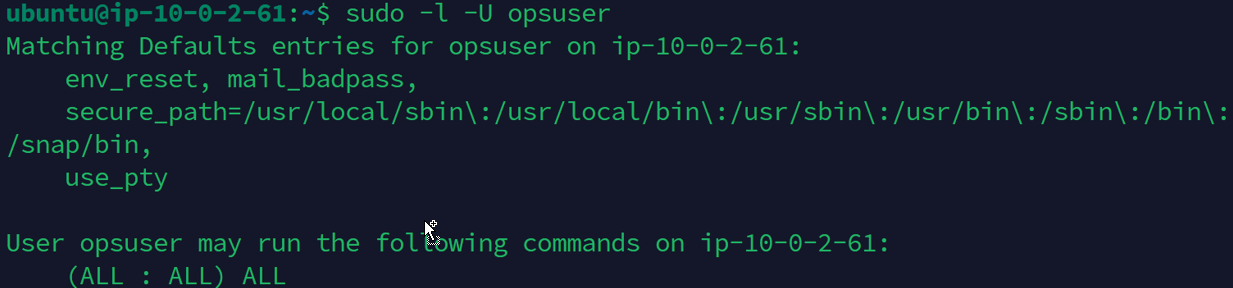 ubuntu@ip-10-0-2-61:~$ sudo -l -U opsuser
Matching Defaults entries for opsuser on ip-10-0-2-61:
    env_reset, mail_badpass,
    secure_path=/usr/local/sbin\:/usr/local/bin\:/usr/sbin\:/usr/bin\:/sbin\:/bin\:
/snap/bin,
    use_pty

User opsuser may run the following commands on ip-10-0-2-61:
    (ALL : ALL) ALL